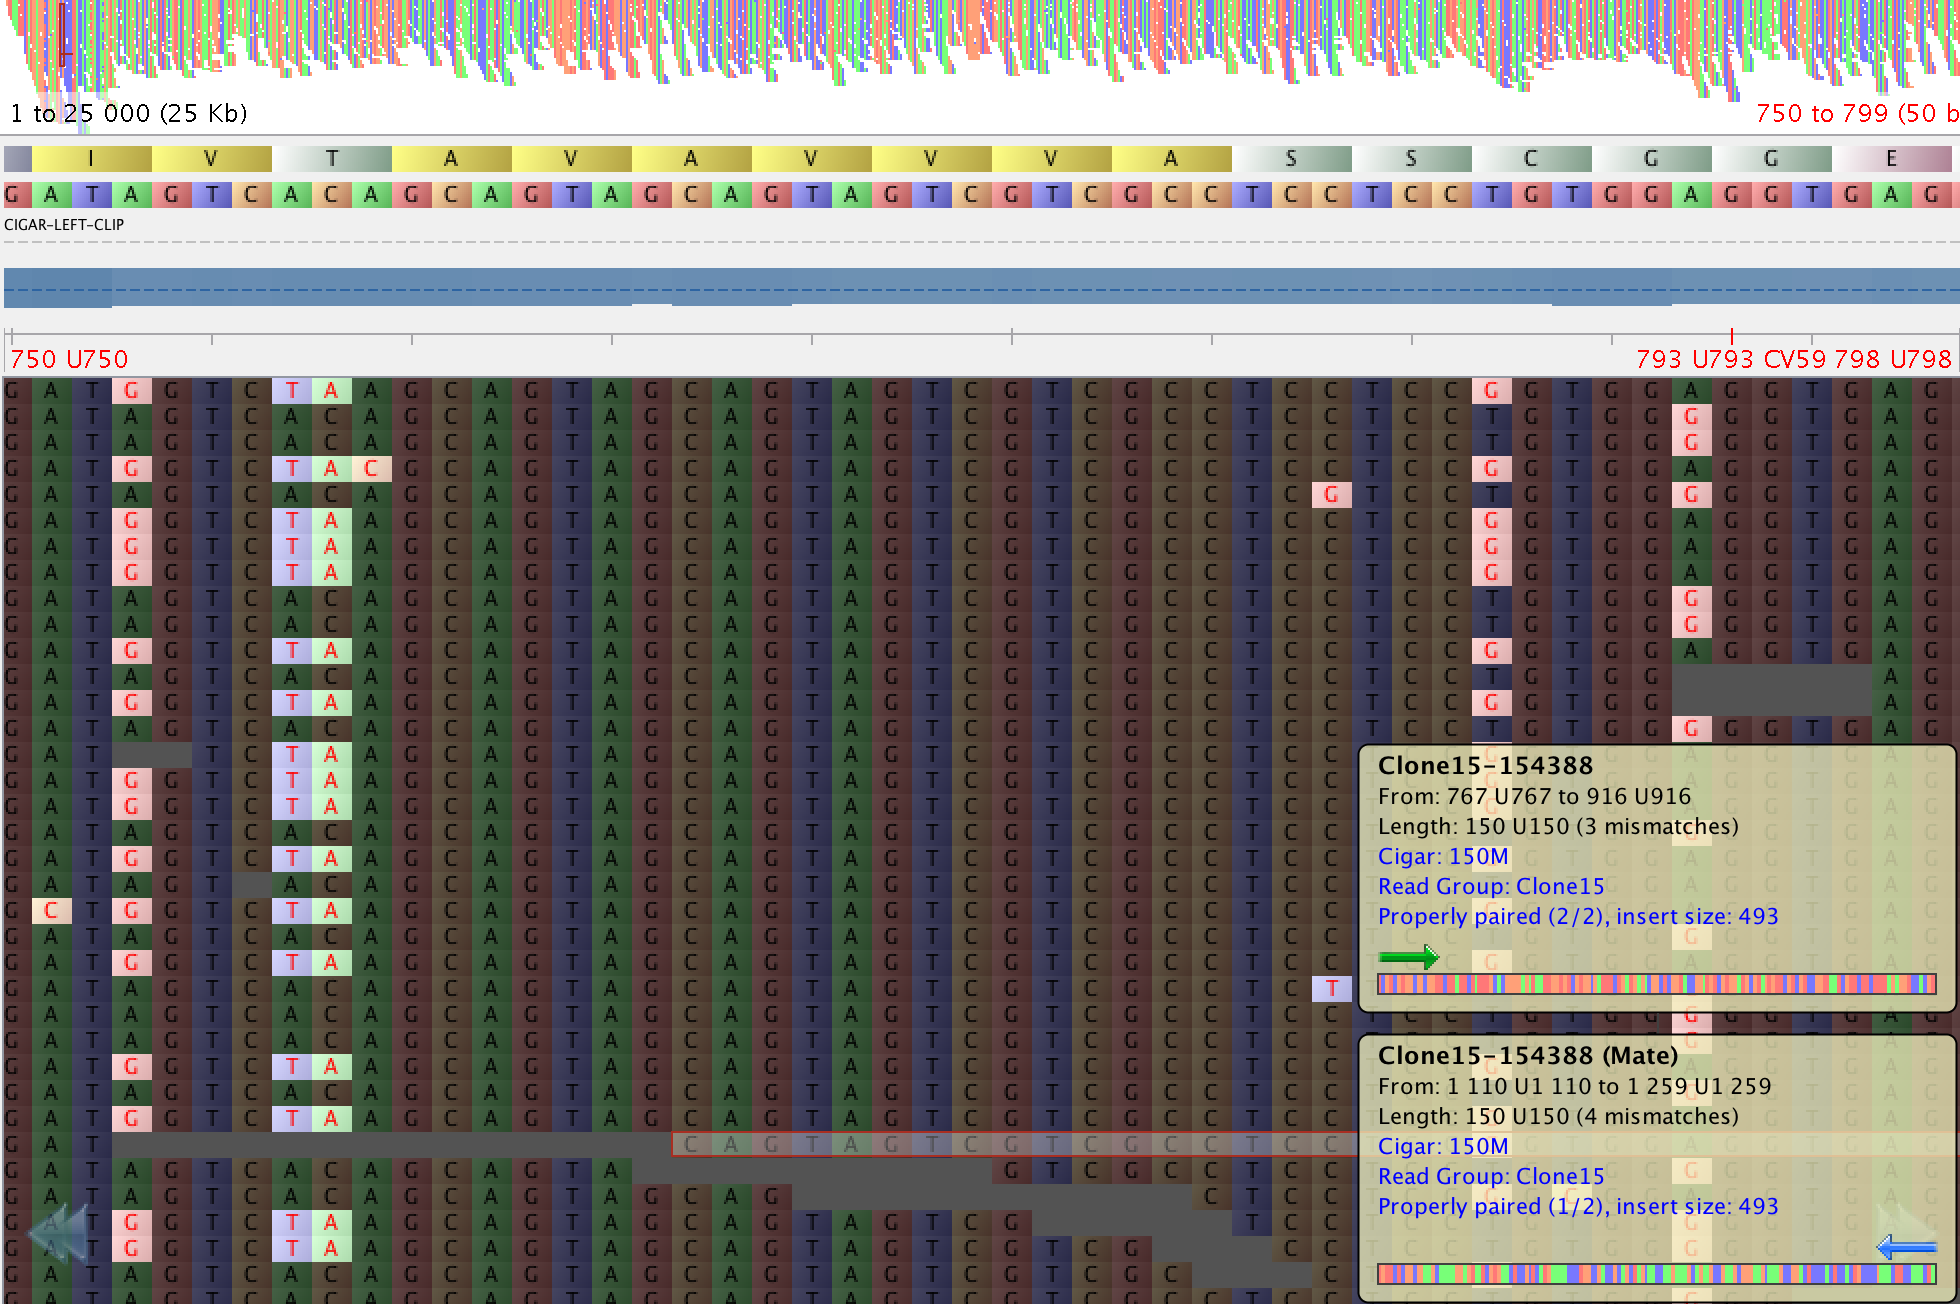 1 to 25 000 (25 Kb)
750 to 799 (50 b
I V T A V A V V V A S S C G G E
G A T A G T C A C A G C A G T A G C A G T A G T C G T C G C C T C C T C C T G T G G A G G T G A G
CIGAR-LEFT-CLIP
750 U750
793 U793 CV59 798 U798
G A T G G T C T A A G C A G T A G C A G T A G T C G T C G C C T C C T C C G G T G G A G G T G A G
G A T A G T C A C A G C A G T A G C A G T A G T C G T C G C C T C C T C C T G T G G G G G T G A G
G A T A G T C A C A G C A G T A G C A G T A G T C G T C G C C T C C T C C T G T G G G G G T G A G
G A T G G T C T A C G C A G T A G C A G T A G T C G T C G C C T C C T C C G G T G G A G G T G A G
G A T A G T C A C A G C A G T A G C A G T A G T C G T C G C C T C G T C C T G T G G G G G T G A G
G A T G G T C T A A G C A G T A G C A G T A G T C G T C G C C T C C T C C G G T G G A G G T G A G
G A T G G T C T A A G C A G T A G C A G T A G T C G T C G C C T C C T C C G G T G G A G G T G A G
G A T G G T C T A A G C A G T A G C A G T A G T C G T C G C C T C C T C C G G T G G A G G T G A G
G A T A G T C A C A G C A G T A G C A G T A G T C G T C G C C T C C T C C T G T G G G G G T G A G
G A T A G T C A C A G C A G T A G C A G T A G T C G T C G C C T C C T C C T G T G G G G G T G A G
G A T G G T C T A A G C A G T A G C A G T A G T C G T C G C C T C C T C C G G T G G A G G T G A G
G A T A G T C A C A G C A G T A G C A G T A G T C G T C G C C T C C T C C T G T G G A G
G A T G G T C T A A G C A G T A G C A G T A G T C G T C G C C T C C T C C G G T G G A G
G A T A G T C A C A G C A G T A G C A G T A G T C G T C G C C T C C T C C T G T G G G G G T G A G
G A T T C T A A G C A G T A G C A G T A G T C G T C G C C T C C
G A T G G T C T A A G C A G T A G C A G T A G T C G T C G C C T C C
G A T G G T C T A A G C A G T A G C A G T A G T C G T C G C C T C C
G A T A G T C A C A G C A G T A G C A G T A G T C G T C G C C T C C
G A T G G T C T A A G C A G T A G C A G T A G T C G T C G C C T C C
G A T A G T A C A G C A G T A G C A G T A G T C G T C G C C T C C
G C T G G T C T A A G C A G T A G C A G T A G T C G T C G C C T C C
G A T A G T C A C A G C A G T A G C A G T A G T C G T C G C C T C C
G A T G G T C T A A G C A G T A G C A G T A G T C G T C G C C T C C
G A T A G T C A C A G C A G T A G C A G T A G T C G T C G C C T C T
G A T A G T C A C A G C A G T A G C A G T A G T C G T C G C C T C C T C C T G T G G G G G T G A G
G A T A G T C A C A G C A G T A G C A G T A G T C G T C G C C T C C
G A T G G T C T A A G C A G T A G C A G T A G T C G T C G C C T C C
G A T A G T C A C A G C A G T A G C A G T A G T C G T C G C C T C C
G A T G G T C T A A G C A G T A G C A G T A G T C G T C G C C T C C
G A T C A G T A G T C G T C G C C T C C
G A T A G T C A C A G C A G T A G T C G C C T C C
G A T A G T C A C A G C A G T A G C A G C T C C
G A T G G T C T A A G C A G T A G C A G T A G T C G T C C
G A T G G T C T A A G C A G T A G C A G T A G T C G T C G C C
G A T A G T C A C A G C A G T A G C A G T A G T C G T C G C C
G A T A G T C A C A G C A G T A G C A G T A G T C G T C G C C T C C
Clone15-154388
From: 767 U767 to 916 U916
Length: 150 U150 (3 mismatches)
Cigar: 150M
Read Group: Clone15
Properly paired (2/2), insert size: 493
Clone15-154388 (Mate)
From: 1 110 U1 110 to 1 259 U1 259
Length: 150 U150 (4 mismatches)
Cigar: 150M
Read Group: Clone15
Properly paired (1/2), insert size: 493